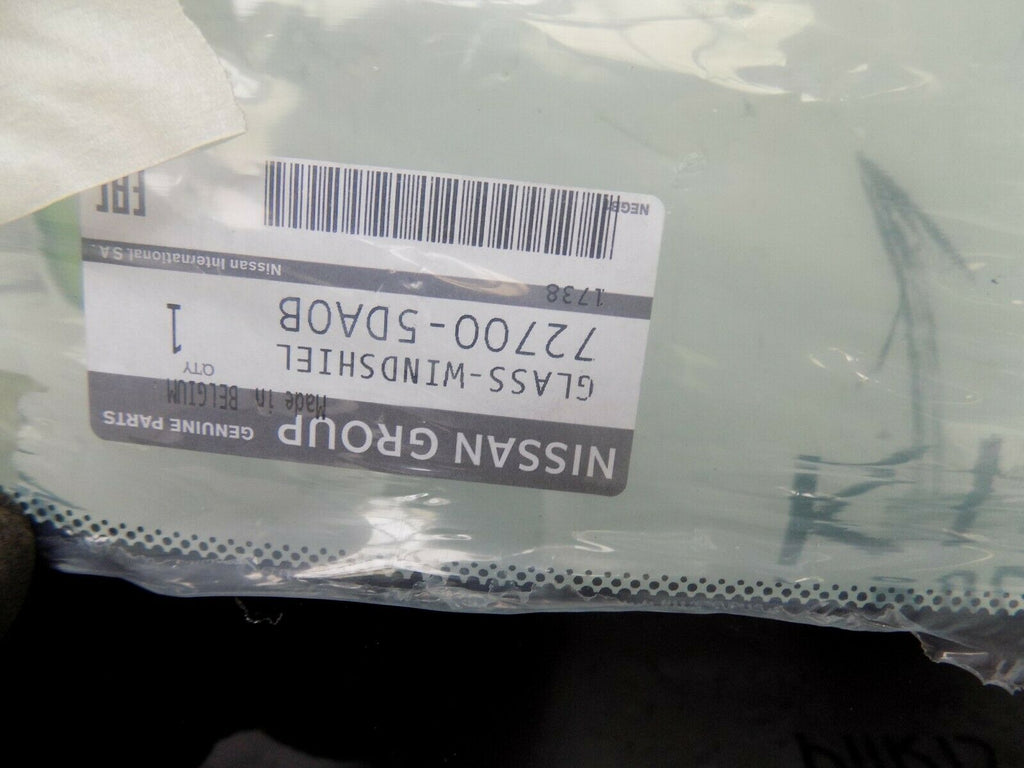 NISSAN GROUP GENUINE PARTS
Made in BELGIUM
GLASS-WINDSHIEL
QTY
72700-5DA0B
1
1738
Nissan International S A
EAC